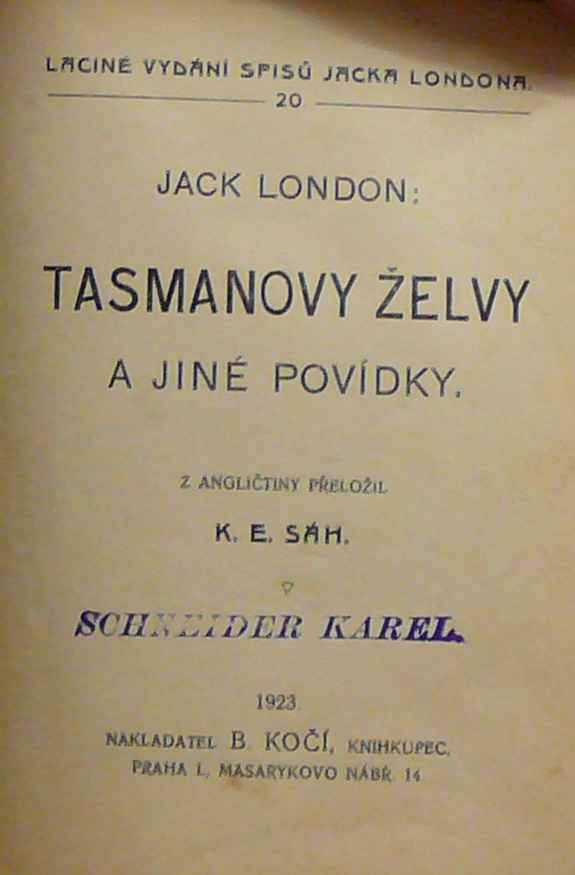 LACINÉ VYDÁNÍ SPISŮ JACKA LONDONA.
20
JACK LONDON:
TASMANOVY ŽELVY
A JINÉ POVÍDKY.
Z ANGLIČTINY PŘELOŽIL
K. E. SÁH.
SCHNEIDER KAREL
1923.
NAKLADATEL B. KOČÍ, KNIHKUPEC,
PRAHA I., MASARYKOVO NÁBŘ. 14